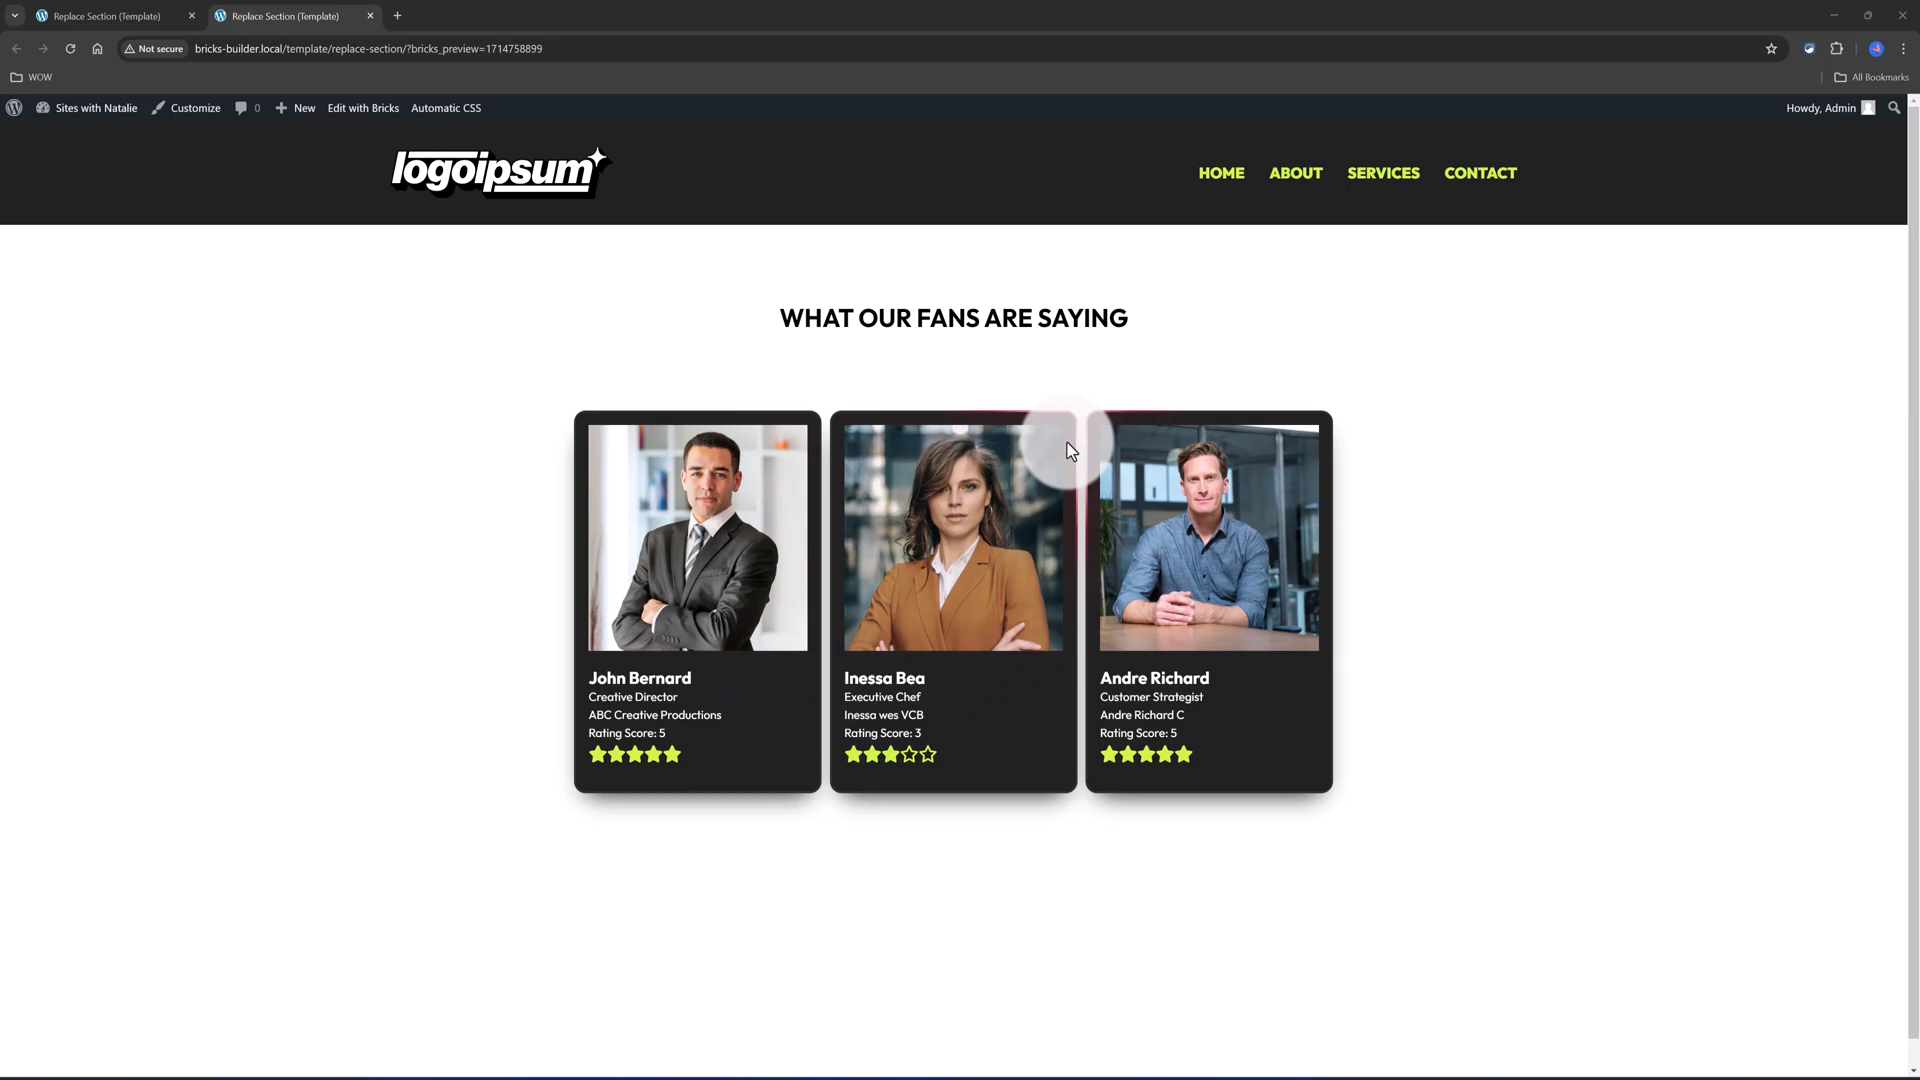 Replace Section (Template)
Replace Section (Template)
Not secure
bricks-builder.local/template/replace-section/?bricks_preview=1714758899
WOW
All Bookmarks
Sites with Natalie
Customize
0
New
Edit with Bricks
Automatic CSS
Howdy, Admin
logoipsum
HOME
ABOUT
SERVICES
CONTACT
WHAT OUR FANS ARE SAYING
John Bernard
Creative Director
ABC Creative Productions
Rating Score: 5
Inessa Bea
Executive Chef
Inessa wes VCB
Rating Score: 3
Andre Richard
Customer Strategist
Andre Richard C
Rating Score: 5